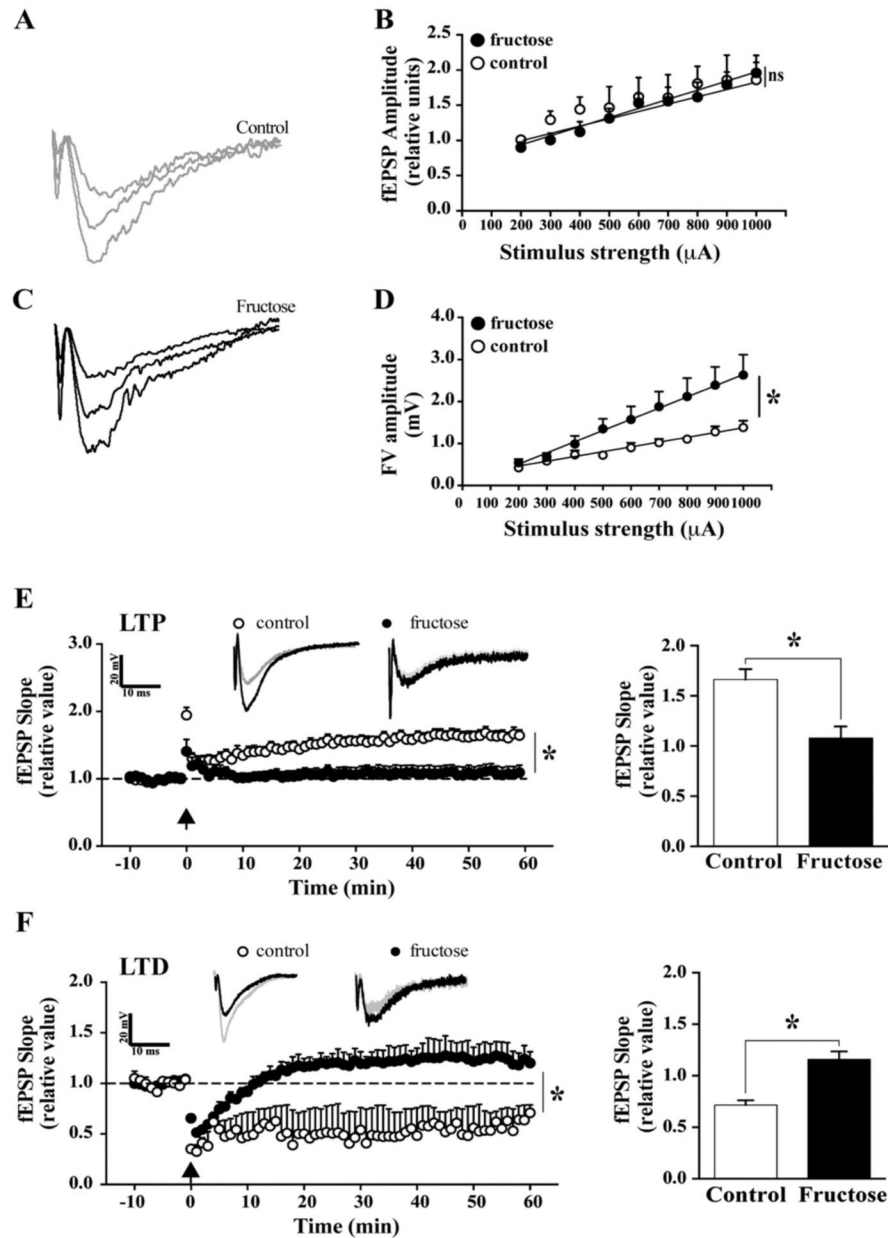 A
Control
B
fructose
control
fEPSP Amplitude
(relative units)
2.5
2.0
1.5
1.0
0.5
0.0
ns
0 100 200 300 400 500 600 700 800 900 1000
Stimulus strength (μA)
C
Fructose
D
fructose
control
FV amplitude
(mV)
4.0
3.0
2.0
1.0
0.0
*
0 100 200 300 400 500 600 700 800 900 1000
Stimulus strength (μA)
E
LTP
control
fructose
20 mV
10 ms
fEPSP Slope
(relative value)
3.0
2.0
1.0
0.0
*
-10 0 10 20 30 40 50 60
Time (min)
fEPSP Slope
(relative value)
2.0
1.5
1.0
0.5
0.0
*
Control Fructose
F
LTD
control
fructose
20 mV
10 ms
fEPSP Slope
(relative value)
2.0
1.5
1.0
0.5
0.0
*
-10 0 10 20 30 40 50 60
Time (min)
fEPSP Slope
(relative value)
2.0
1.5
1.0
0.5
0.0
*
Control Fructose